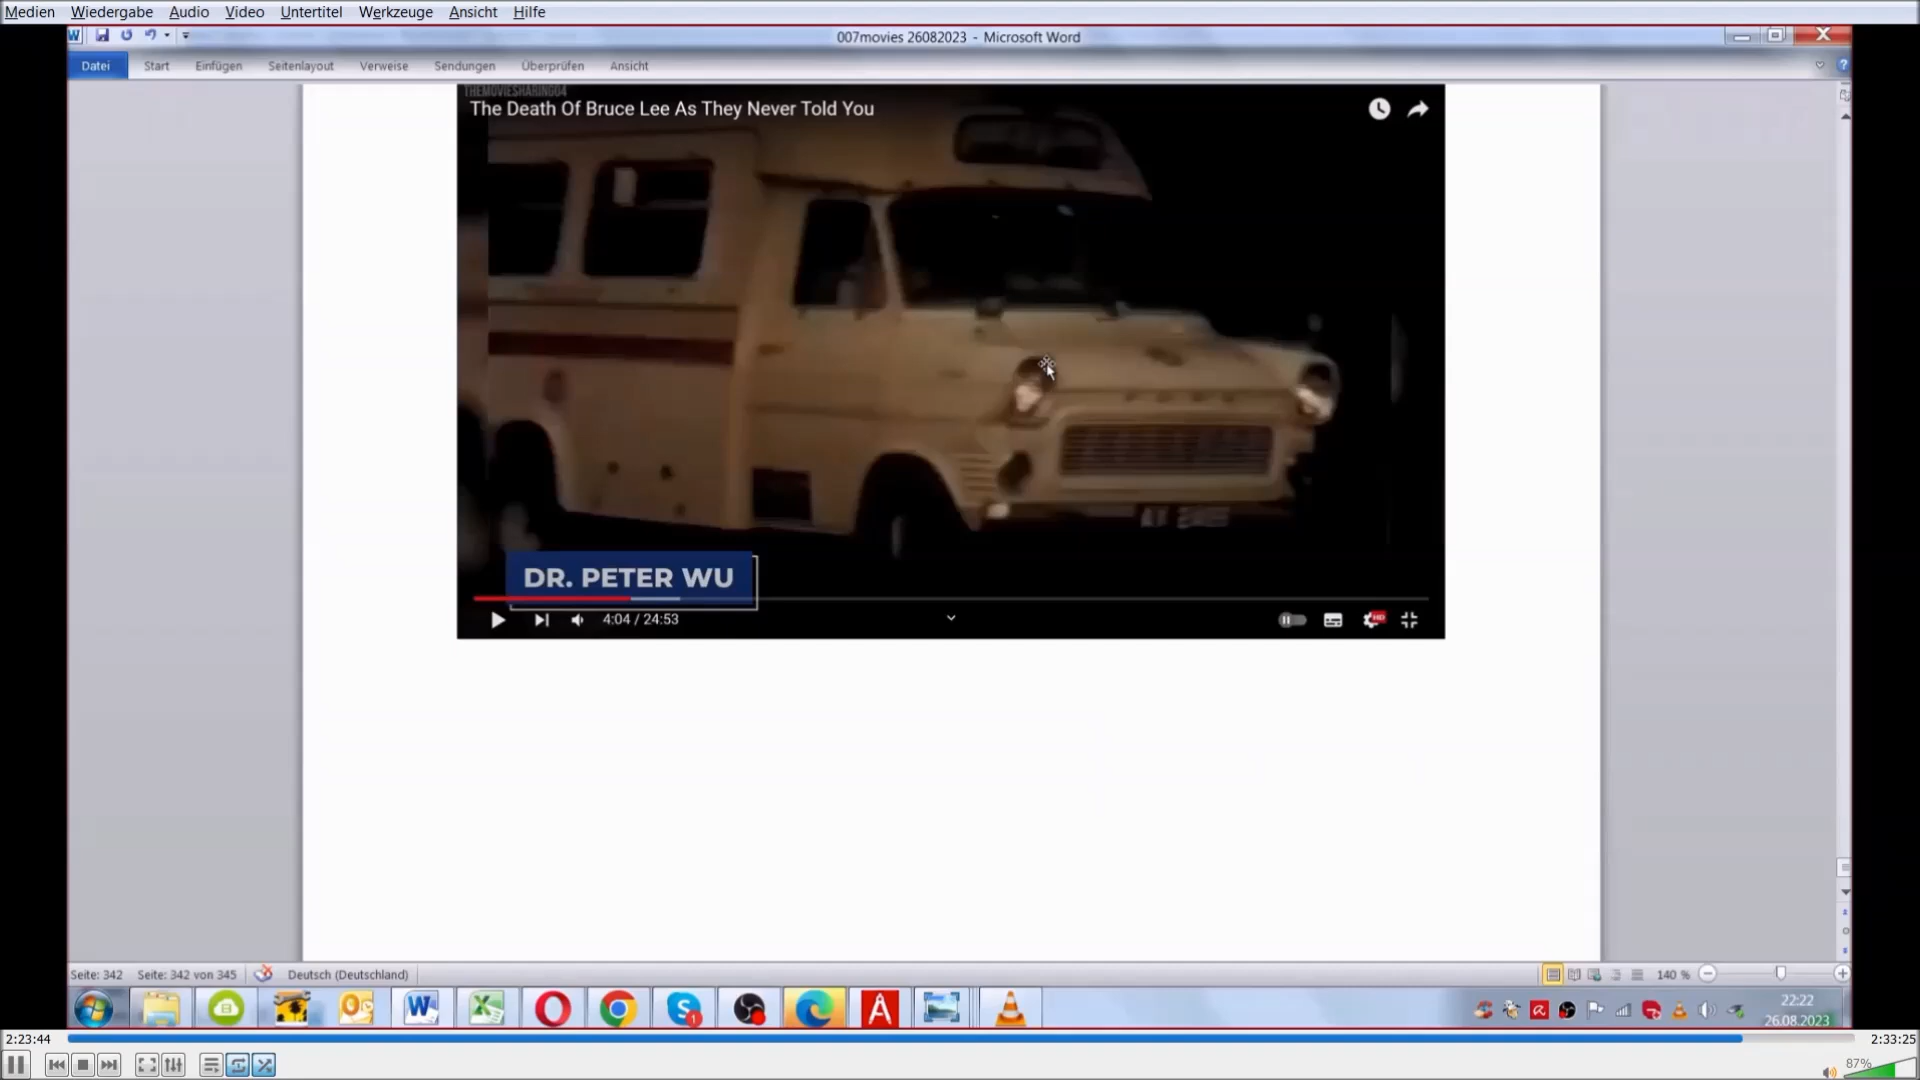 Medien Wiedergabe Audio Video Untertitel Werkzeuge Ansicht Hilfe
007movies 26082023 - Microsoft Word
Datei Start Einfügen Seitenlayout Verweise Sendungen Überprüfen Ansicht
THEMOVIESHARING04
The Death Of Bruce Lee As They Never Told You
FORD
DR. PETER WU
4:04 / 24:53
HD
Seite: 342 Seite: 342 von 345 Deutsch (Deutschland)
140 %
22:22
26.08.2023
2:23:44
2:33:25
87%